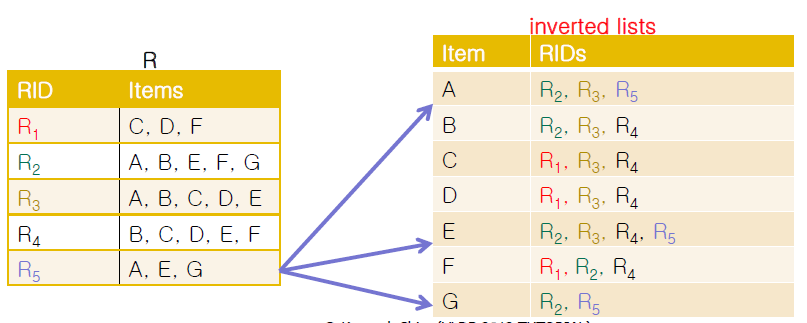 inverted lists
R
RID Items
R₁ C, D, F
R₂ A, B, E, F, G
R₃ A, B, C, D, E
R₄ B, C, D, E, F
R₅ A, E, G
Item RIDs
A R₂, R₃, R₅
B R₂, R₃, R₄
C R₁, R₃, R₄
D R₁, R₃, R₄
E R₂, R₃, R₄, R₅
F R₁, R₂, R₄
G R₂, R₅